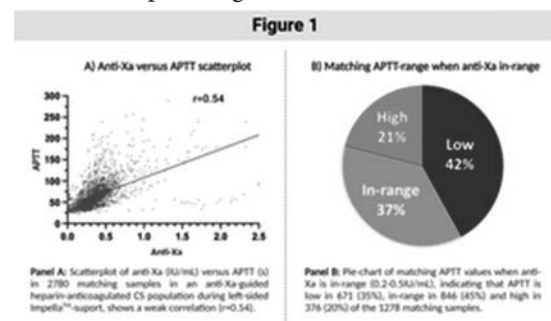 Figure 1
A) Anti-Xa versus APTT scatterplot
300
250
200
150
100
50
0
APTT
r=0.54
0.0 0.5 1.0 1.5 2.0 2.5
Anti-Xa
Panel A: Scatterplot of anti-Xa (IU/mL) versus APTT (s)
in 2780 matching samples in an anti-Xa-guided
heparin-anticoagulated CS population during left-sided
Impella™-suport, shows a weak correlation (r=0.54).
B) Matching APTT-range when anti-Xa in-range
High
21%
Low
42%
In-range
37%
Panel B: Pie-chart of matching APTT values when anti-
Xa is in-range (0.2-0.5IU/mL), indicating that APTT is
low in 671 (35%), in-range in 846 (45%) and high in
376 (20%) of the 1278 matching samples.